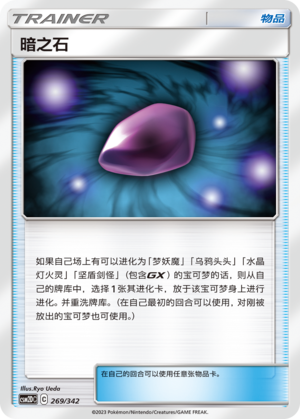 TRAINER 物品
暗之石
如果自己场上有可以进化为「梦妖魔」「乌鸦头头」「水晶
灯火灵」「坚盾剑怪」（包含GX）的宝可梦的话，则从自
己的牌库中，选择1张其进化卡，放于该宝可梦身上进行
进化。并重洗牌库。（在自己最初的回合可以使用，对刚被
放出的宝可梦也可使用。）
在自己的回合可以使用任意张物品卡。
Illus.Ryo Ueda
CSM2DC C 269/342
©2023 Pokémon/Nintendo/Creatures/GAME FREAK.